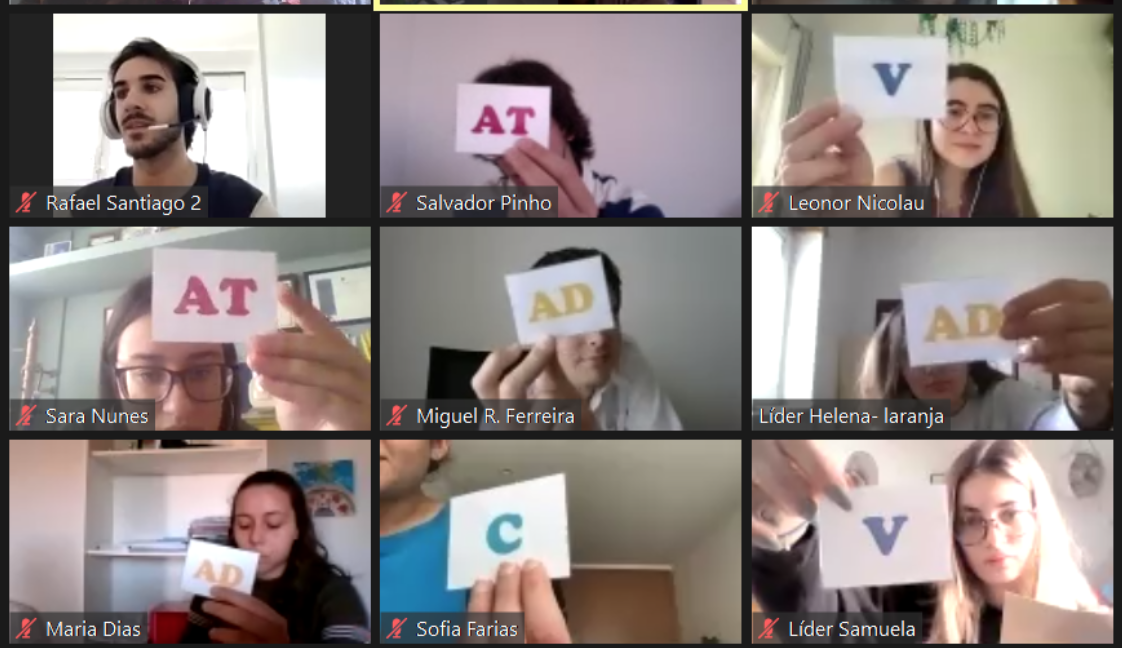 AT
V
Rafael Santiago 2
Salvador Pinho
Leonor Nicolau
AT
AD
AD
Sara Nunes
Miguel R. Ferreira
Líder Helena- laranja
AD
C
V
Maria Dias
Sofia Farias
Líder Samuela